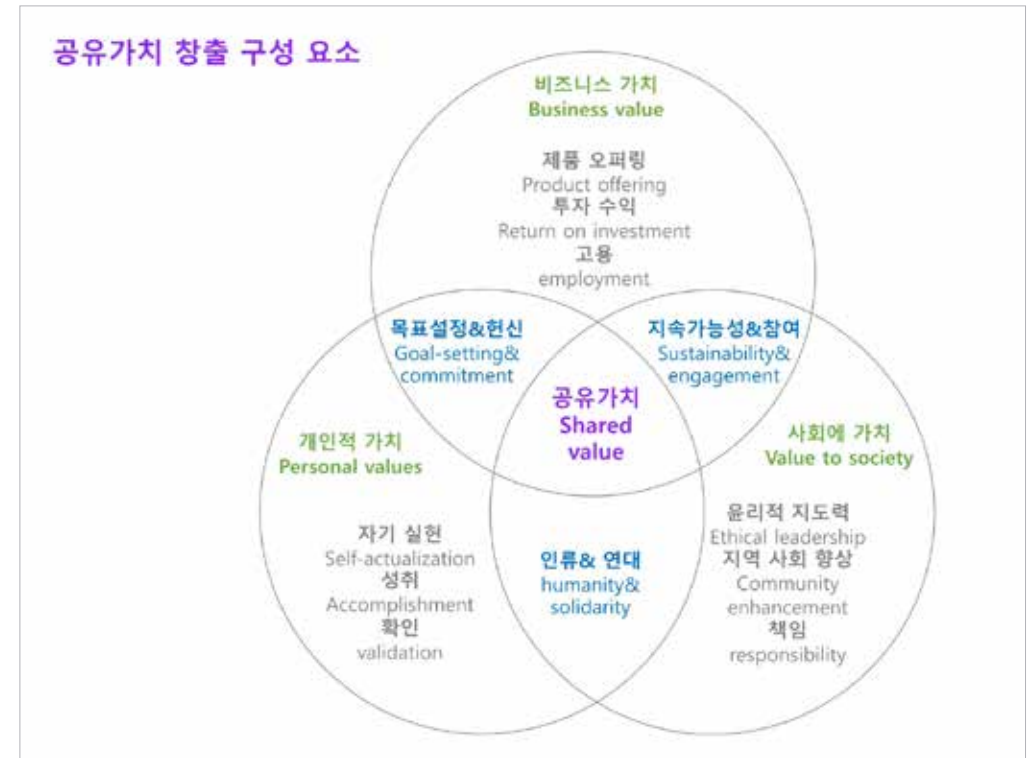 공유가치 창출 구성 요소
비즈니스 가치
Business value
제품 오퍼링
Product offering
투자 수익
Return on investment
고용
employment
목표설정&헌신
Goal-setting&
commitment
지속가능성&참여
Sustainability&
engagement
공유가치
Shared
value
개인적 가치
Personal values
자기 실현
Self-actualization
성취
Accomplishment
확인
validation
사회에 가치
Value to society
윤리적 지도력
Ethical leadership
지역 사회 향상
Community
enhancement
책임
responsibility
인류& 연대
humanity&
solidarity